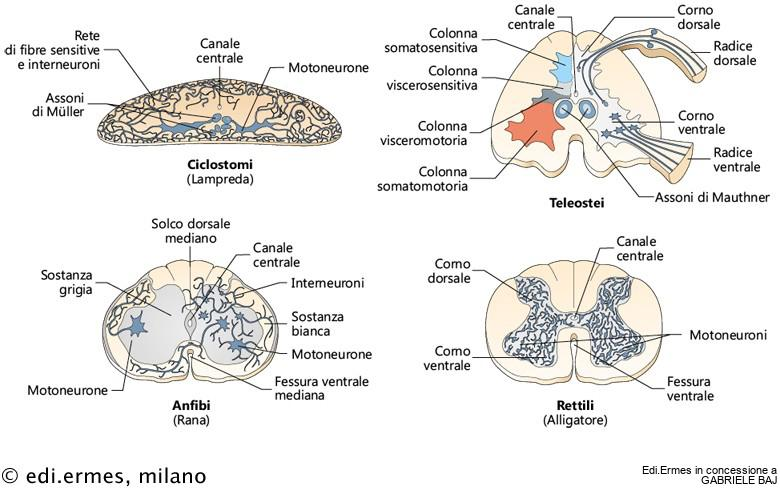 Rete
di fibre sensitive
e interneuroni
Canale
centrale
Motoneurone
Assoni
di Müller
Ciclostomi
(Lampreda)
Canale
centrale
Corno
dorsale
Colonna
somatosensitiva
Radice
dorsale
Colonna
viscerosensitiva
Colonna
visceromotoria
Corno
ventrale
Colonna
somatomotoria
Radice
ventrale
Assoni di Mauthner
Teleostei
Solco dorsale
mediano
Canale
centrale
Sostanza
grigia
Interneuroni
Sostanza
bianca
Motoneurone
Motoneurone
Fessura ventrale
mediana
Anfibi
(Rana)
Canale
centrale
Corno
dorsale
Motoneuroni
Corno
ventrale
Fessura
ventrale
Rettili
(Alligatore)
© edi.ermes, milano
Edi.Ermes in concessione a
GABRIELE BAJ